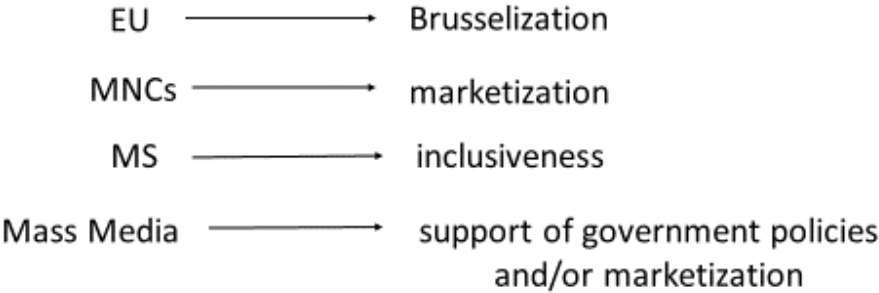 EU Brusselization
MNCs marketization
MS inclusiveness
Mass Media support of government policies
and/or marketization